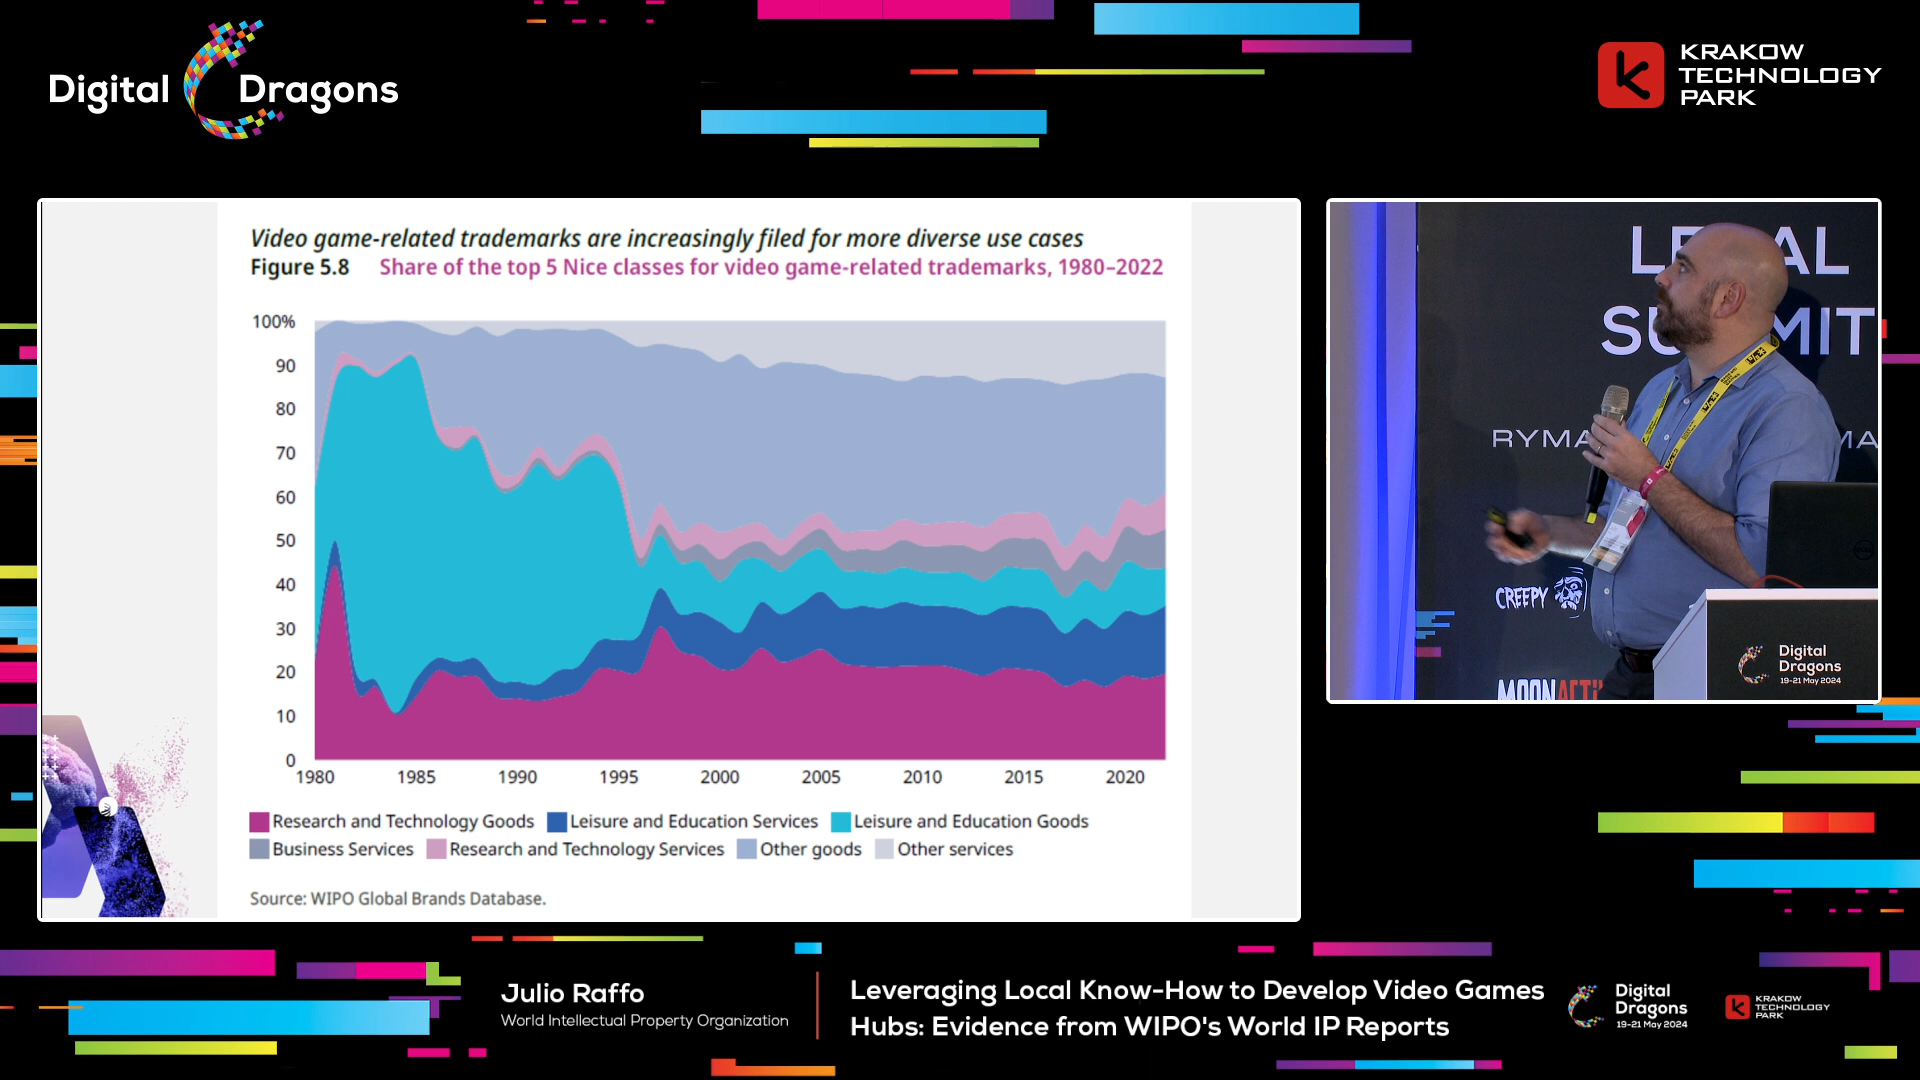 Digital Dragons
KRAKOW
TECHNOLOGY
PARK
Video game-related trademarks are increasingly filed for more diverse use cases
Figure 5.8 Share of the top 5 Nice classes for video game-related trademarks, 1980–2022
100%
90
80
70
60
50
40
30
20
10
0
1980 1985 1990 1995 2000 2005 2010 2015 2020
Research and Technology Goods Leisure and Education Services Leisure and Education Goods
Business Services Research and Technology Services Other goods Other services
Source: WIPO Global Brands Database.
CREEPY
Digital
Dragons
19-21 May 2024
Julio Raffo
World Intellectual Property Organization
Leveraging Local Know-How to Develop Video Games
Hubs: Evidence from WIPO's World IP Reports
Digital
Dragons
19-21 May 2024
KRAKOW
TECHNOLOGY
PARK